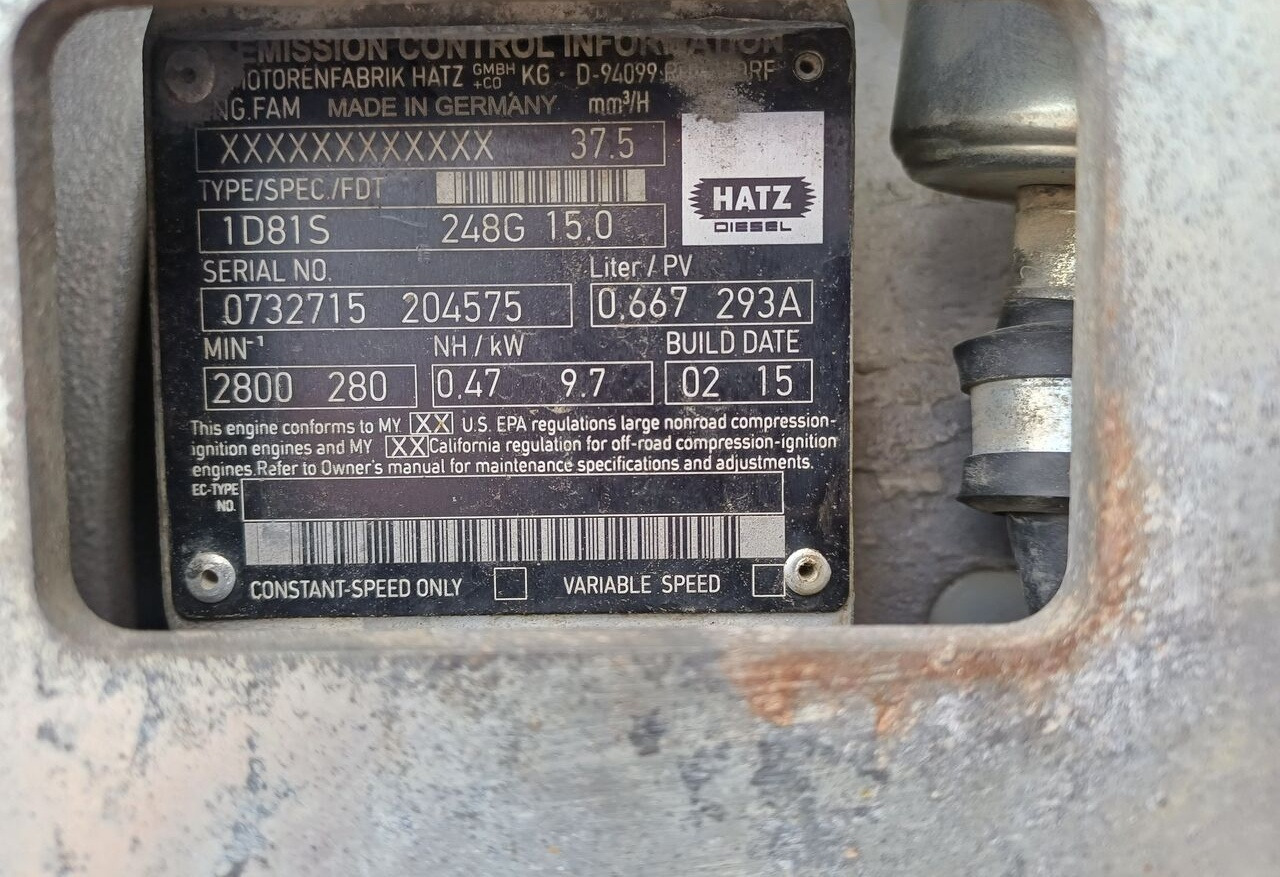 EMISSION CONTROL INFORMATION
MOTORENFABRIK HATZ GMBH +CO KG · D-94099
ENG.FAM MADE IN GERMANY mm³/H
XXXXXXXXXXXX 37.5
TYPE/SPEC./FDT
1D81S 248G 15.0
HATZ
DIESEL
SERIAL NO. Liter / PV
0732715 204575 0.667 293A
MIN⁻¹ NH / kW BUILD DATE
2800 280 0.47 9.7 02 15
This engine conforms to MY XX U.S. EPA regulations large nonroad compression-
ignition engines and MY XX California regulation for off-road compression-ignition
engines.Refer to Owner's manual for maintenance specifications and adjustments.
EC-TYPE
NO.
CONSTANT-SPEED ONLY VARIABLE SPEED